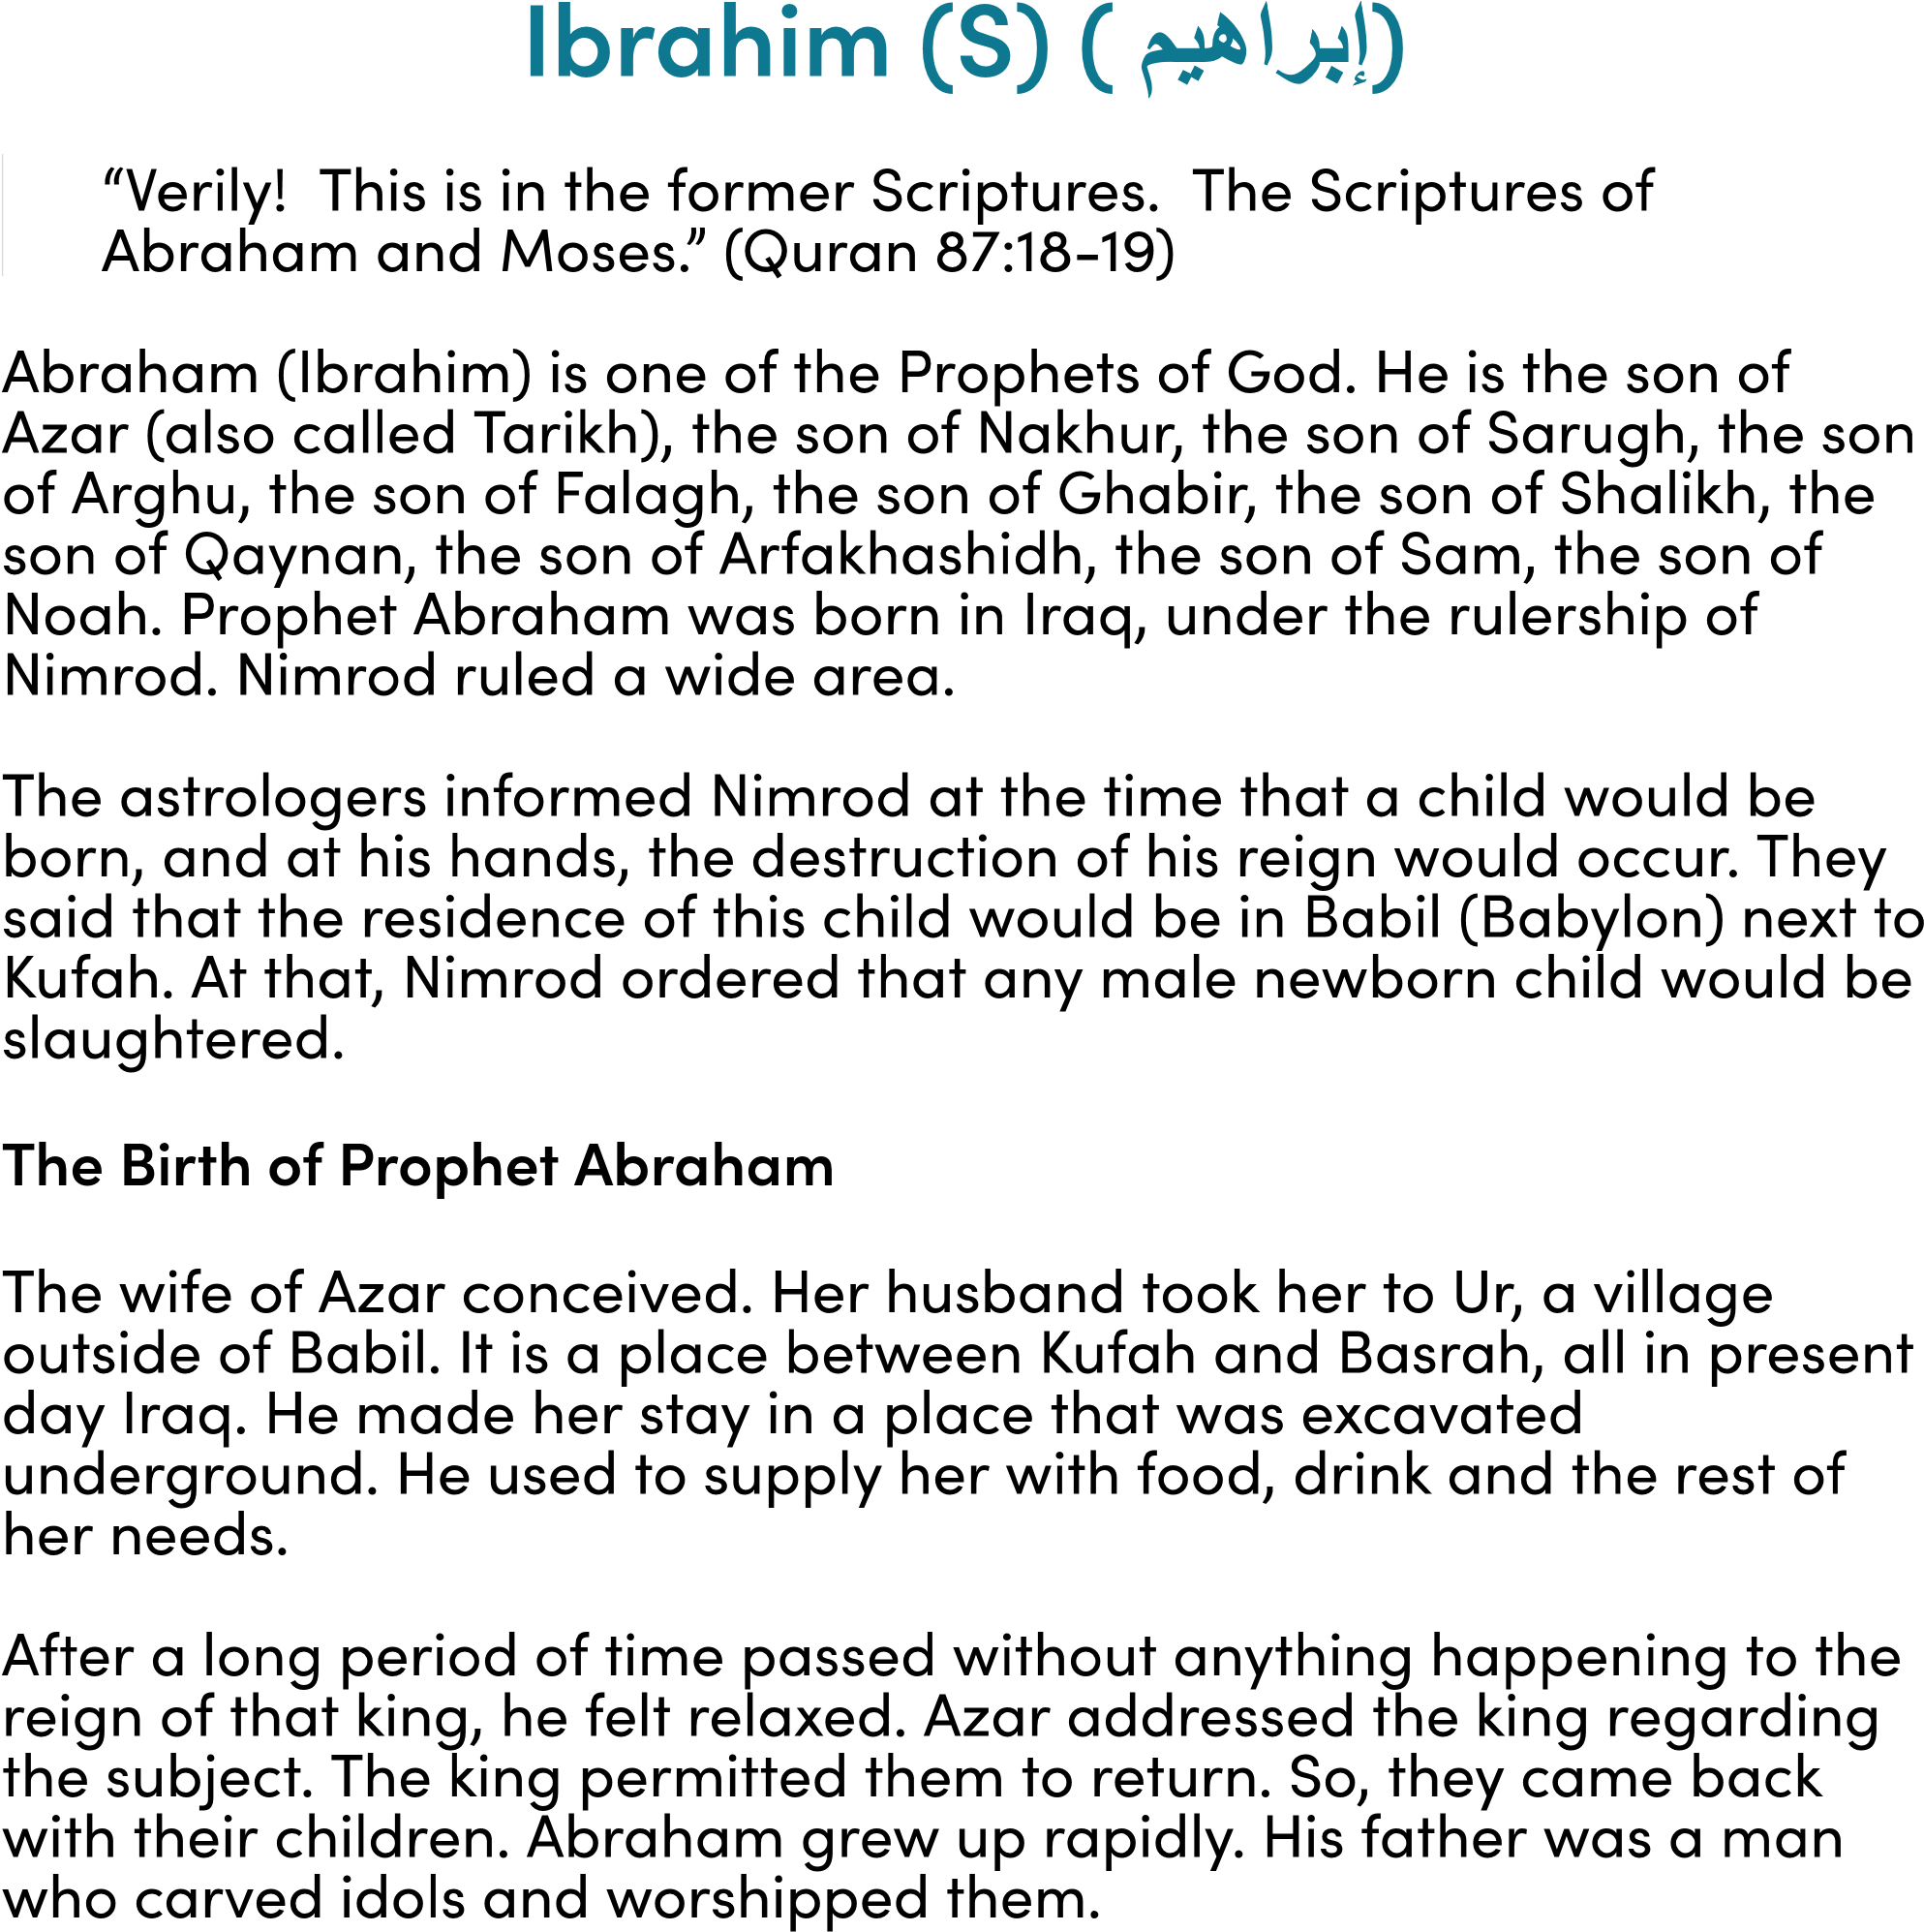 Ibrahim (S) ( إبراهيم)
“Verily!  This is in the former Scriptures.  The Scriptures of
Abraham and Moses.” (Quran 87:18-19)
Abraham (Ibrahim) is one of the Prophets of God. He is the son of
Azar (also called Tarikh), the son of Nakhur, the son of Sarugh, the son
of Arghu, the son of Falagh, the son of Ghabir, the son of Shalikh, the
son of Qaynan, the son of Arfakhashidh, the son of Sam, the son of
Noah. Prophet Abraham was born in Iraq, under the rulership of
Nimrod. Nimrod ruled a wide area.
The astrologers informed Nimrod at the time that a child would be
born, and at his hands, the destruction of his reign would occur. They
said that the residence of this child would be in Babil (Babylon) next to
Kufah. At that, Nimrod ordered that any male newborn child would be
slaughtered.
The Birth of Prophet Abraham
The wife of Azar conceived. Her husband took her to Ur, a village
outside of Babil. It is a place between Kufah and Basrah, all in present
day Iraq. He made her stay in a place that was excavated
underground. He used to supply her with food, drink and the rest of
her needs.
After a long period of time passed without anything happening to the
reign of that king, he felt relaxed. Azar addressed the king regarding
the subject. The king permitted them to return. So, they came back
with their children. Abraham grew up rapidly. His father was a man
who carved idols and worshipped them.